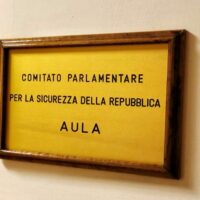 COMITATO PARLAMENTARE
PER LA SICUREZZA DELLA REPUBBLICA
AULA